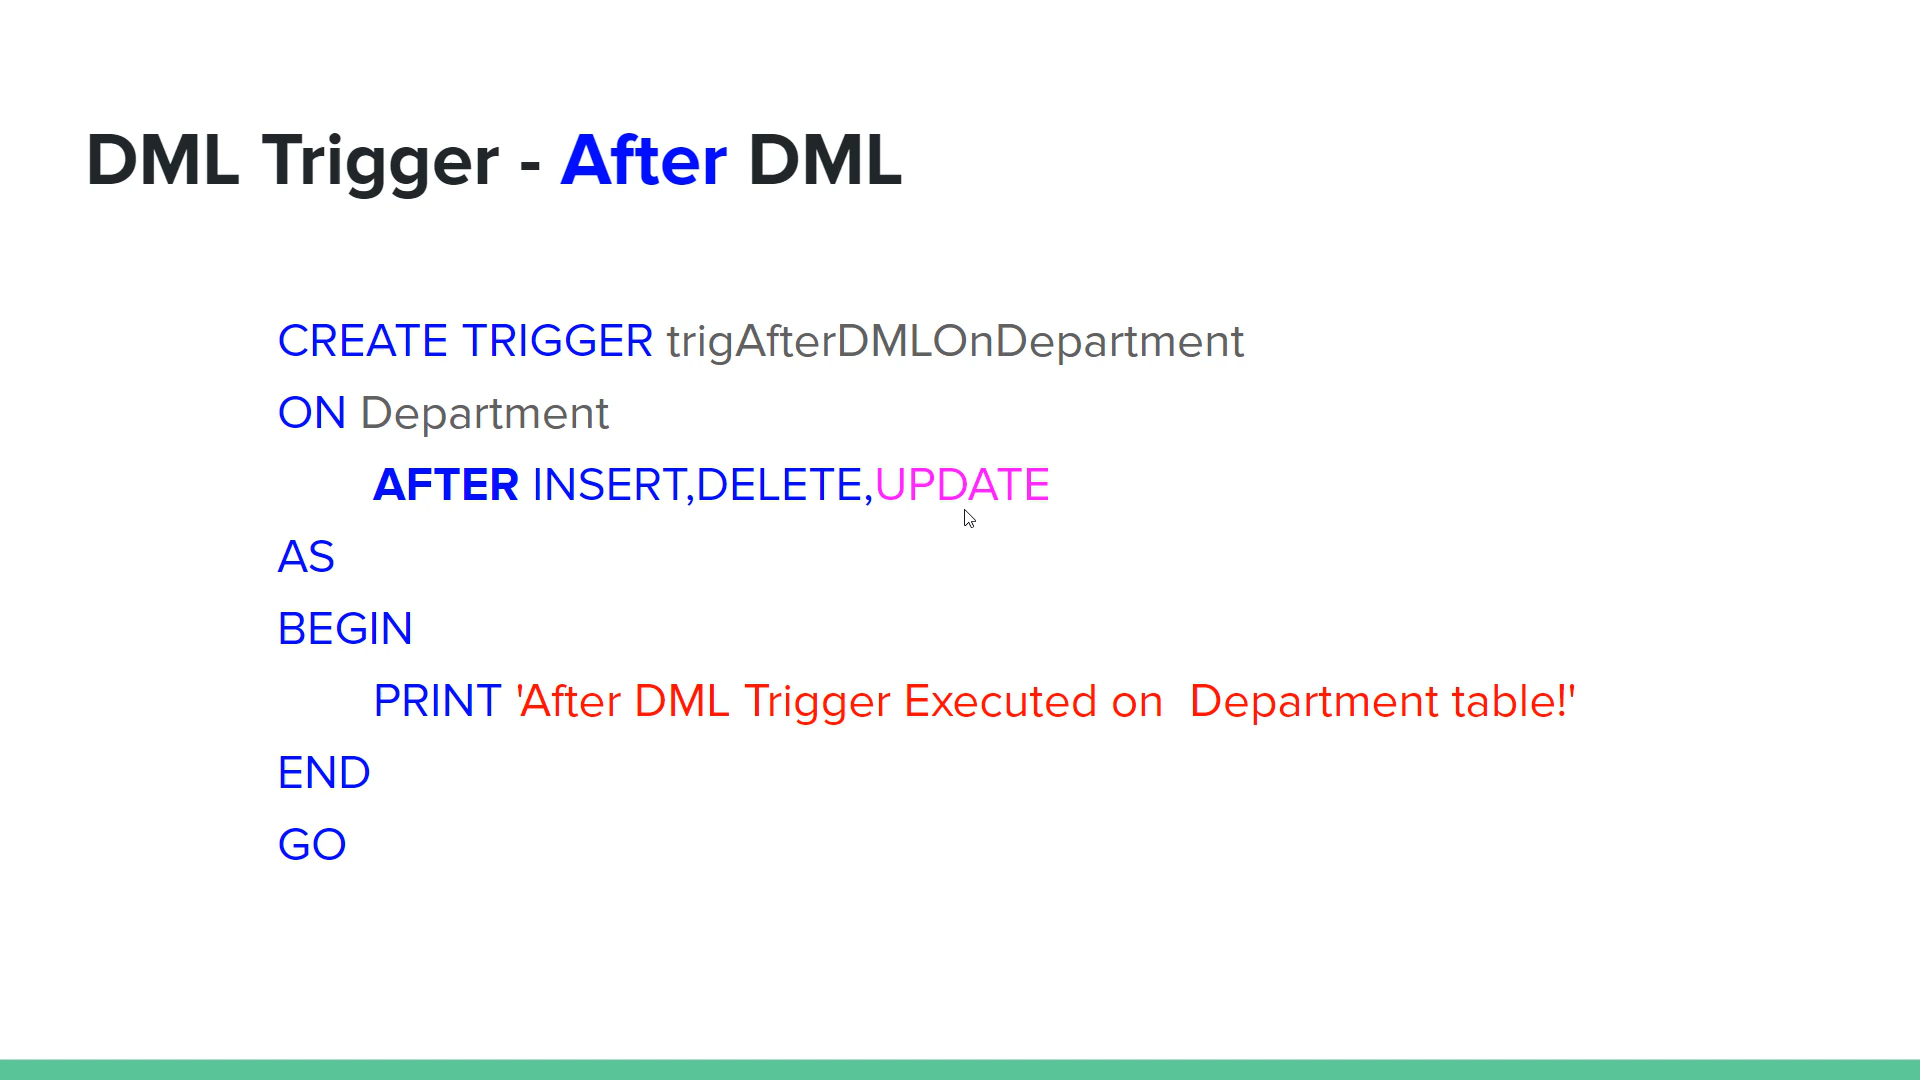 DML Trigger - After DML
CREATE TRIGGER trigAfterDMLOnDepartment
ON Department
AFTER INSERT,DELETE,UPDATE
AS
BEGIN
PRINT 'After DML Trigger Executed on  Department table!'
END
GO